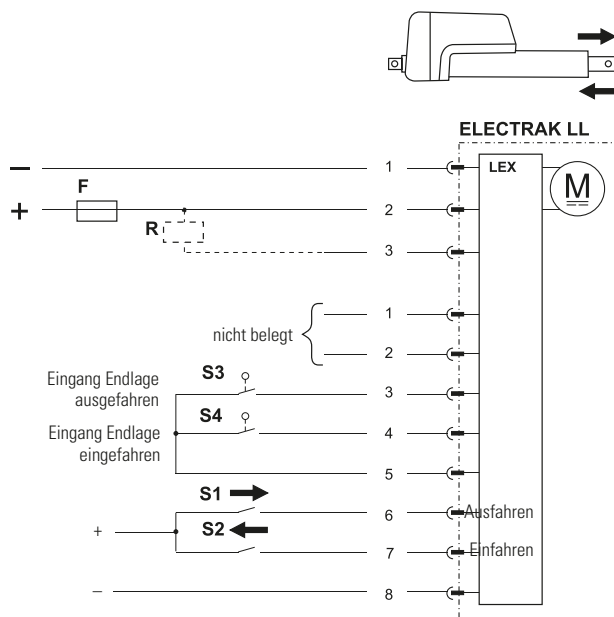 ELECTRAK LL
− 1 LEX M
F
+ 2
R
3
1
nicht belegt
2
S3
Eingang Endlage
ausgefahren
3
S4
Eingang Endlage
eingefahren
4
5
S1
6 Ausfahren
S2
+
7 Einfahren
− 8